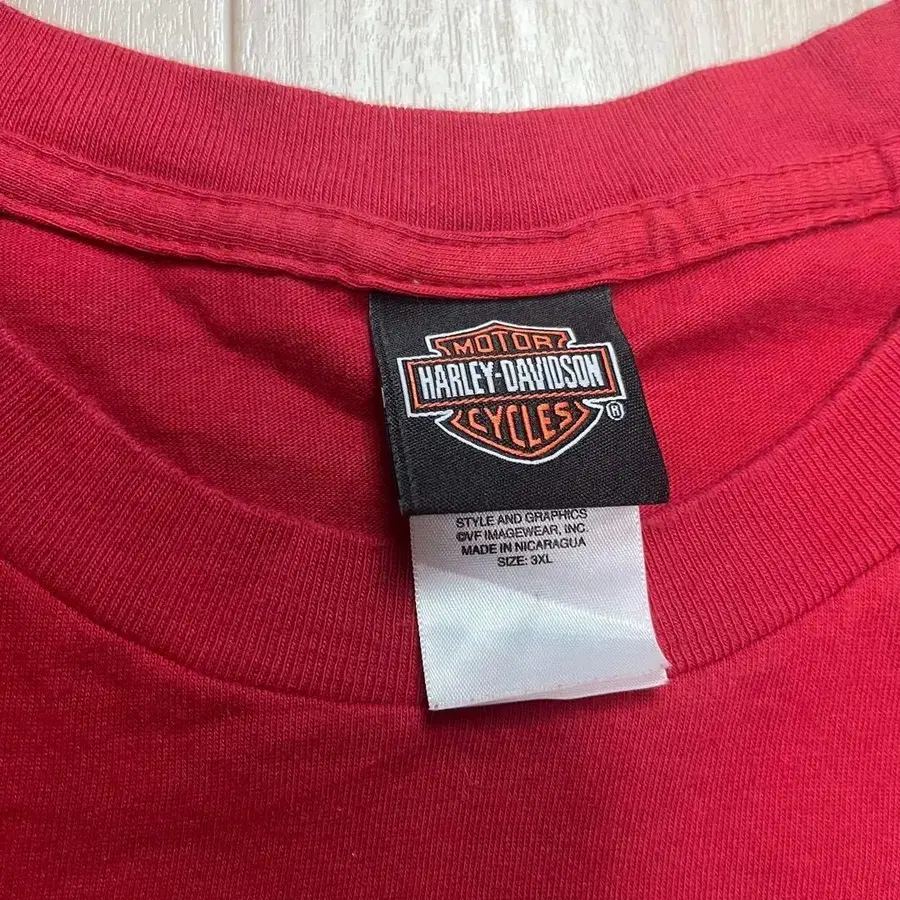 MOTOR
HARLEY-DAVIDSON
CYCLES
®
STYLE AND GRAPHICS
©VF IMAGEWEAR, INC.
MADE IN NICARAGUA
SIZE: 3XL